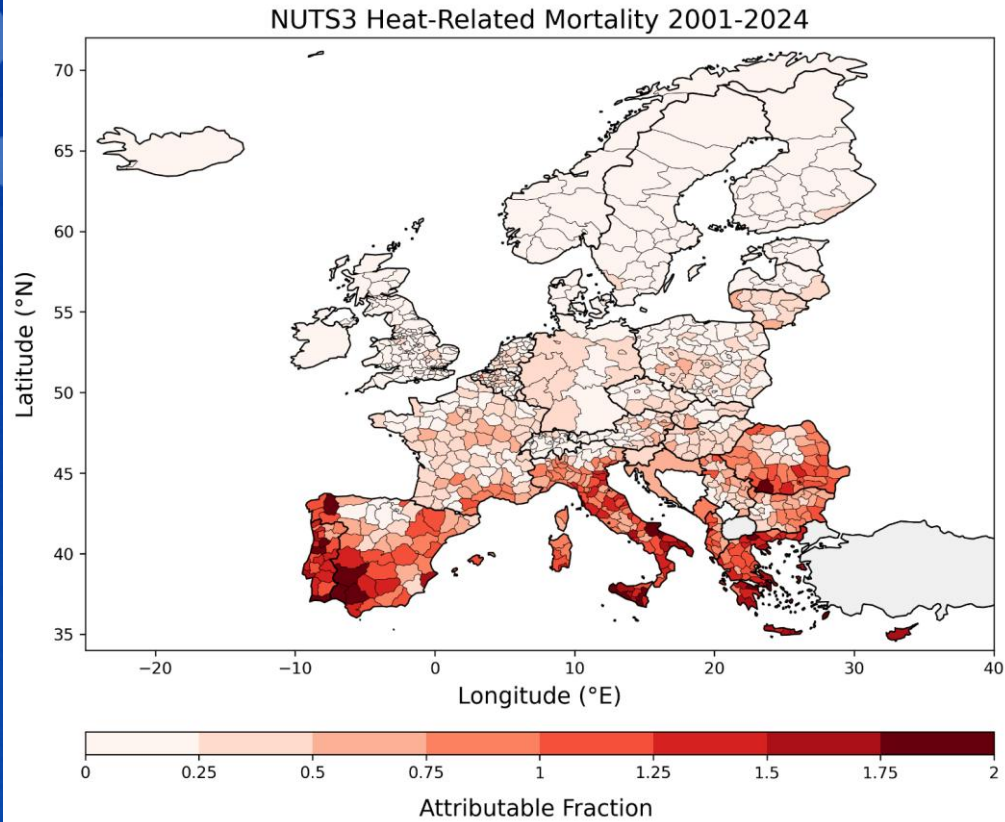 NUTS3 Heat-Related Mortality 2001-2024
70
65
60
55
50
45
40
35
Latitude (°N)
−20 −10 0 10 20 30 40
Longitude (°E)
0 0.25 0.5 0.75 1 1.25 1.5 1.75 2
Attributable Fraction